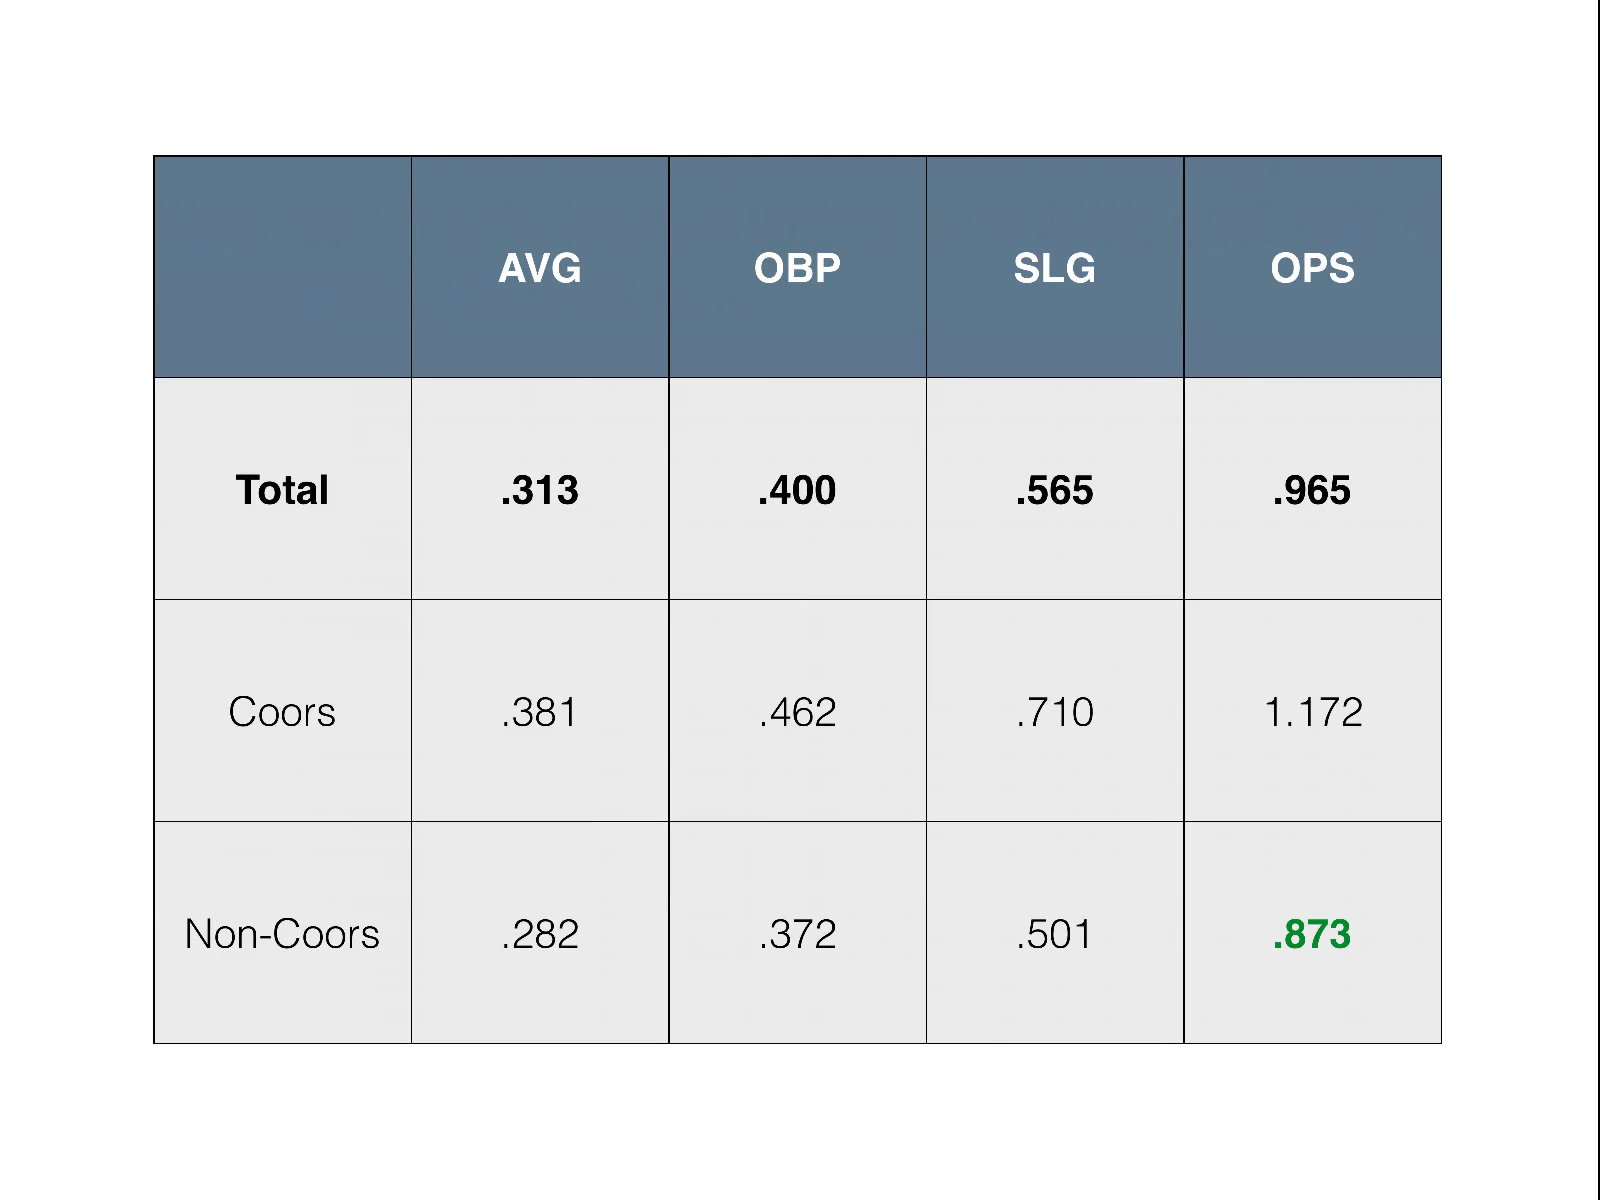 AVG OBP SLG OPS
Total .313 .400 .565 .965
Coors .381 .462 .710 1.172
Non-Coors .282 .372 .501 .873